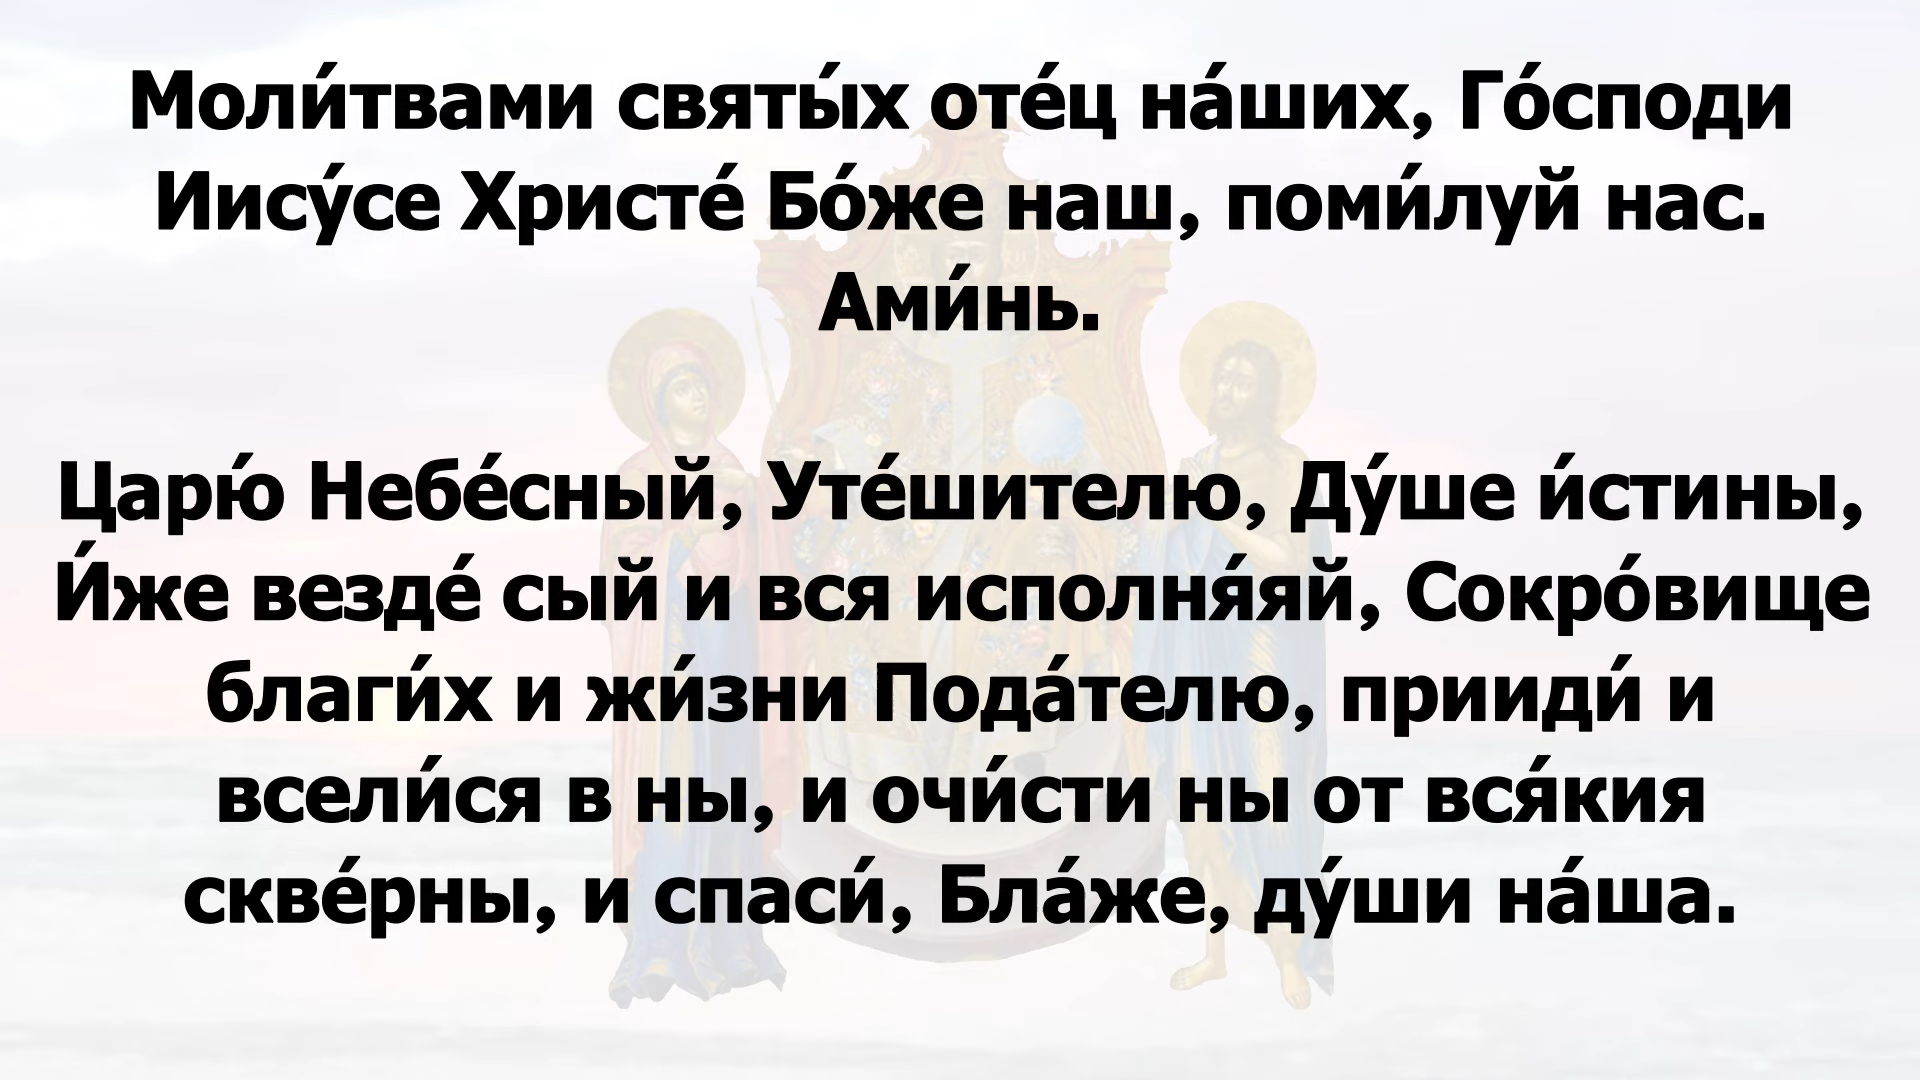 Моли́твами святы́х оте́ц на́ших, Го́споди
Иису́се Христе́ Бо́же наш, поми́луй нас.
Ами́нь.
Царю́ Небе́сный, Уте́шителю, Ду́ше и́стины,
И́же везде́ сый и вся исполня́яй, Сокро́вище
благи́х и жи́зни Пода́телю, прииди́ и
всели́ся в ны, и очи́сти ны от вся́кия
скве́рны, и спаси́, Бла́же, ду́ши на́ша.